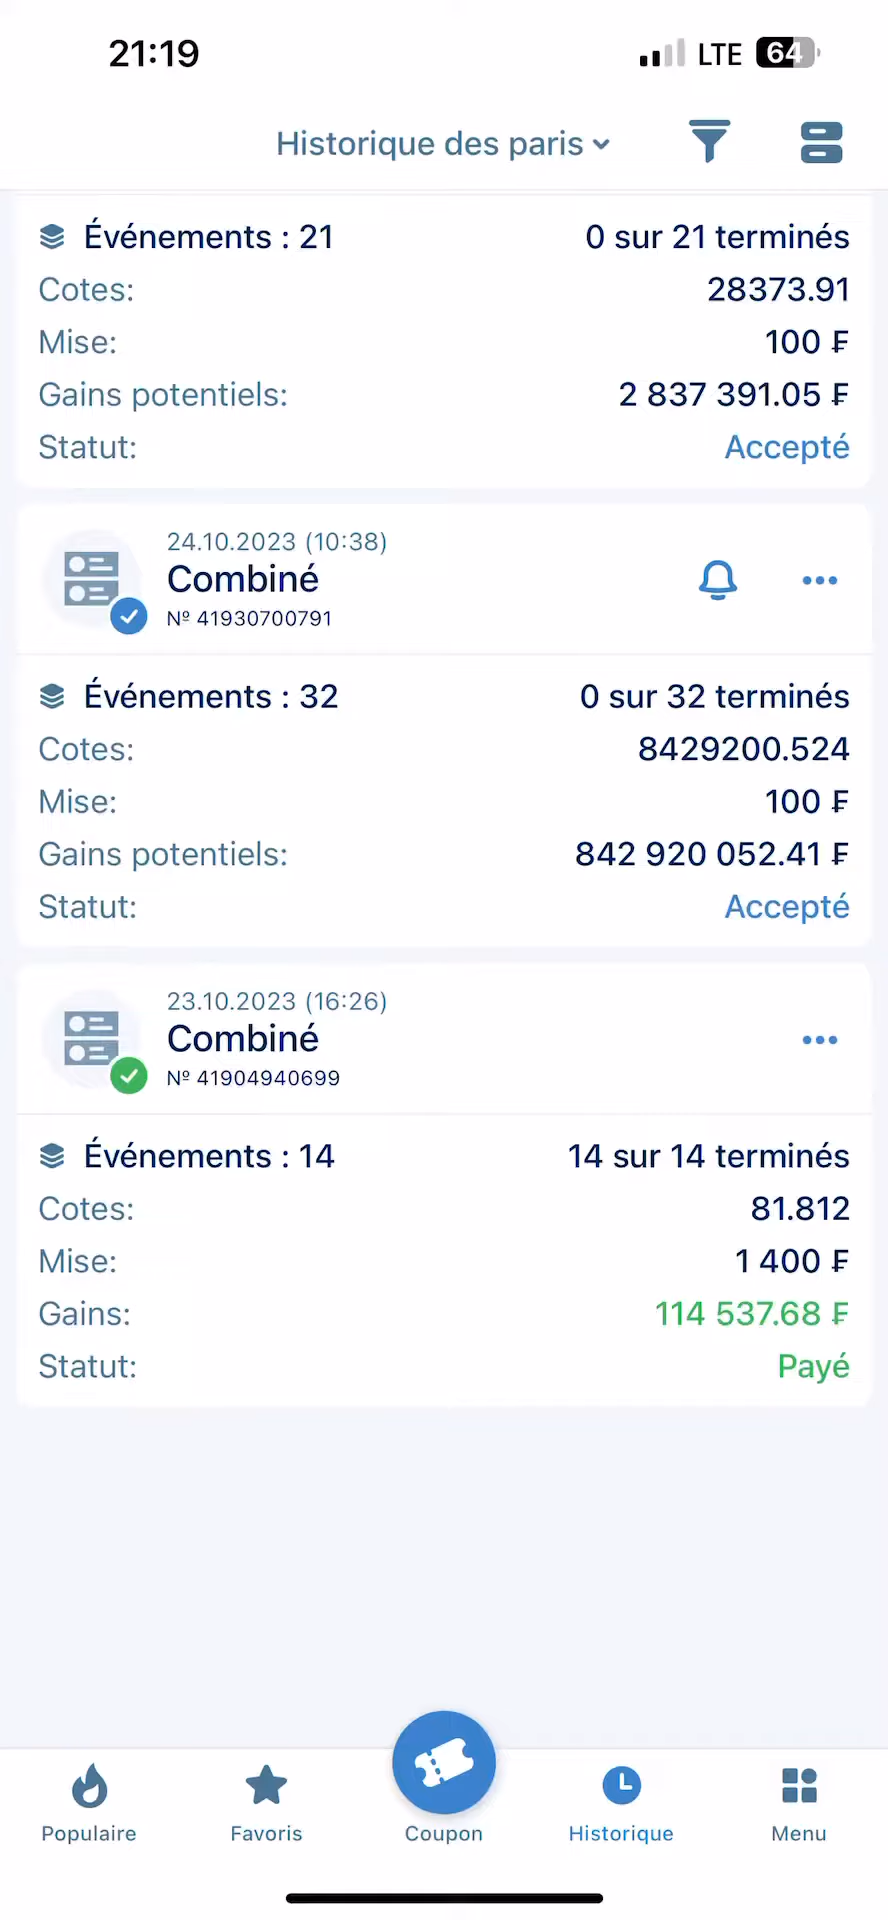 21:19
LTE 64
Historique des paris
Événements : 21 0 sur 21 terminés
Cotes: 28373.91
Mise: 100 ₣
Gains potentiels: 2 837 391.05 ₣
Statut: Accepté
24.10.2023 (10:38)
Combiné
Nº 41930700791
Événements : 32 0 sur 32 terminés
Cotes: 8429200.524
Mise: 100 ₣
Gains potentiels: 842 920 052.41 ₣
Statut: Accepté
23.10.2023 (16:26)
Combiné
Nº 41904940699
Événements : 14 14 sur 14 terminés
Cotes: 81.812
Mise: 1 400 ₣
Gains: 114 537.68 ₣
Statut: Payé
Populaire Favoris Coupon Historique Menu